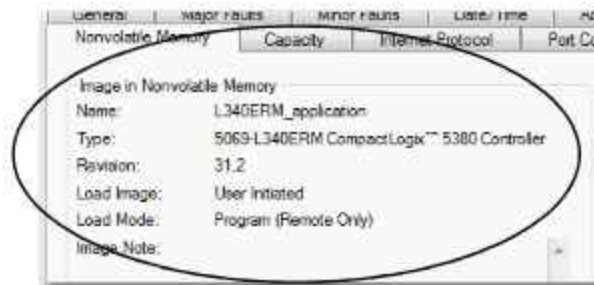 General Major Faults Minor Faults Date/Time
Nonvolatile Memory Capacity Internet Protocol Port
Image in Nonvolatile Memory
Name: L340ERM_application
Type: 5069-L340ERM CompactLogix™ 5380 Controller
Revision: 31.2
Load Image: User Initiated
Load Mode: Program (Remote Only)
Image Note: